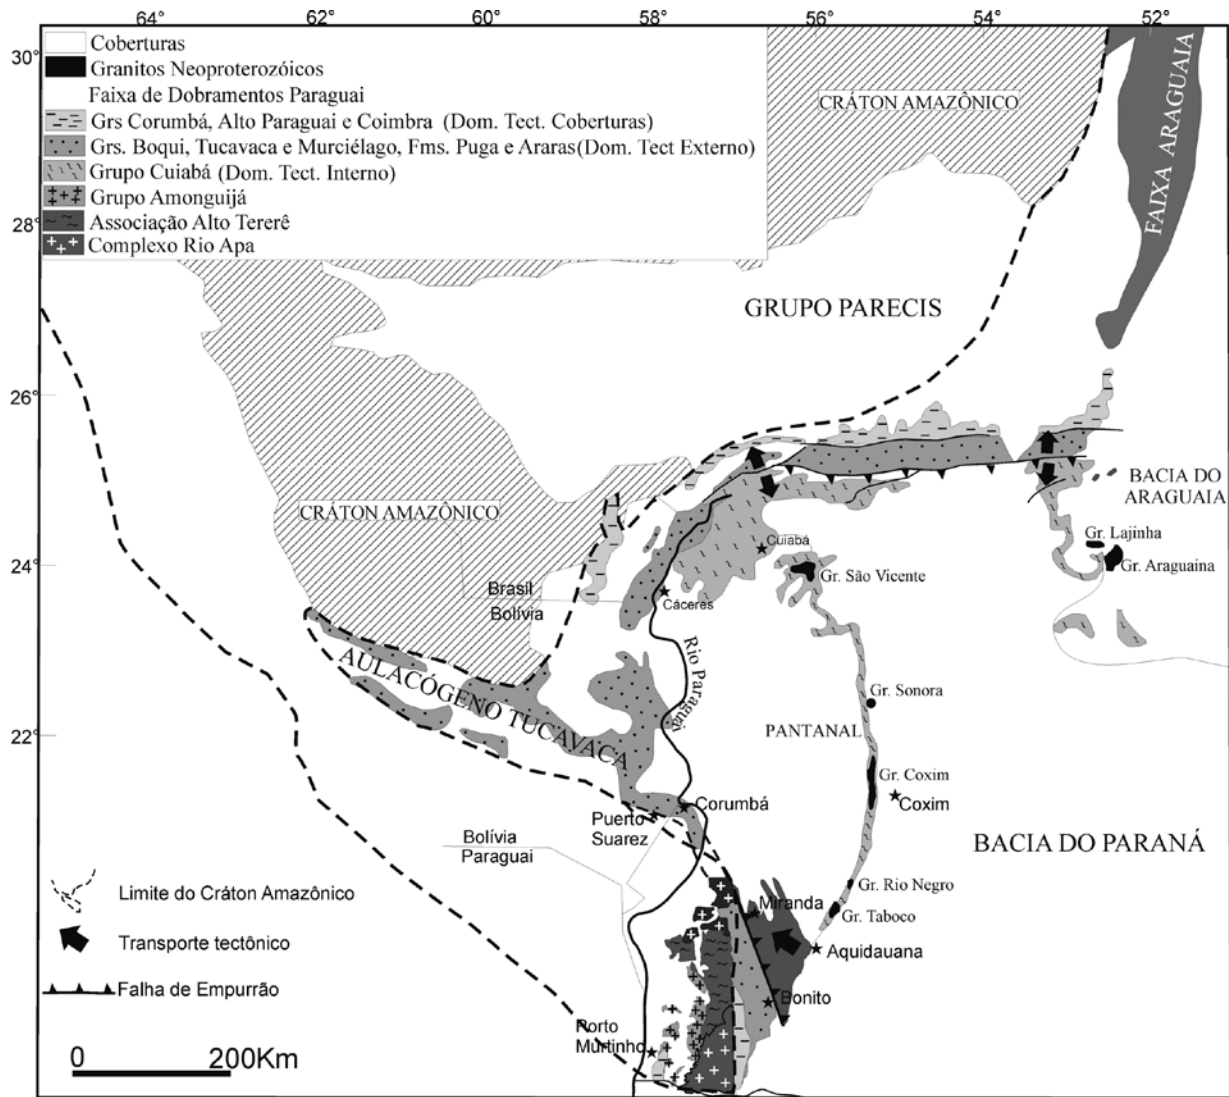 64° 62° 60° 58° 56° 54° 52°
30°
28°
26°
24°
22°
Coberturas
Granitos Neoproterozóicos
Faixa de Dobramentos Paraguai
Grs Corumbá, Alto Paraguai e Coimbra (Dom. Tect. Coberturas)
Grs. Boqui, Tucavaca e Murciélago, Fms. Puga e Araras(Dom. Tect Externo)
Grupo Cuiabá (Dom. Tect. Interno)
Grupo Amonguijá
Associação Alto Tererê
Complexo Rio Apa
CRÁTON AMAZÔNICO
FAIXA ARAGUAIA
GRUPO PARECIS
CRÁTON AMAZÔNICO
BACIA DO
ARAGUAIA
Cuiabá
Gr. Lajinha
Gr. Araguaina
Gr. São Vicente
Brasil
Bolívia
Cáceres
Rio Paraguai
AULACÓGENO TUCAVACA
Gr. Sonora
PANTANAL
Gr. Coxim
Coxim
Corumbá
Puerto
Suarez
Bolívia
Paraguai
BACIA DO PARANÁ
Gr. Rio Negro
Miranda
Gr. Taboco
Aquidauana
Bonito
Porto
Murtinho
Limite do Cráton Amazônico
Transporte tectônico
Falha de Empurrão
0 200Km